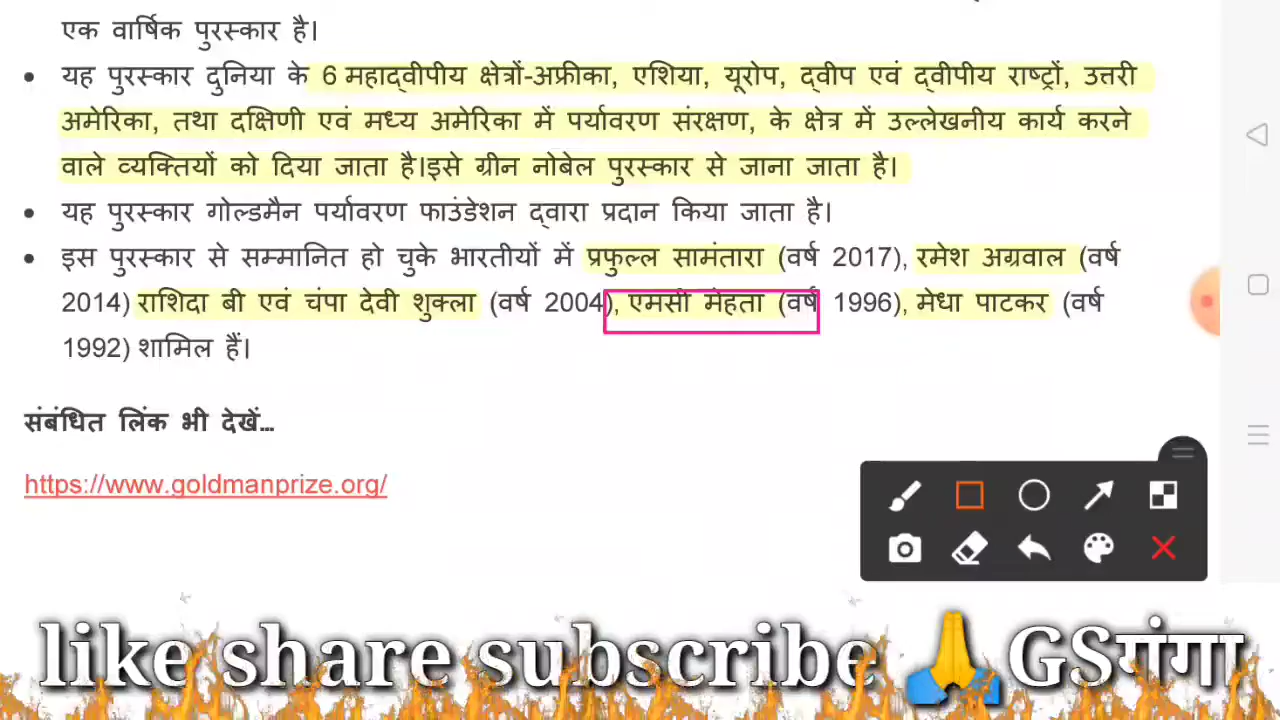 एक वार्षिक पुरस्कार है।
• यह पुरस्कार दुनिया के 6 महाद्वीपीय क्षेत्रों-अफ्रीका, एशिया, यूरोप, द्वीप एवं द्वीपीय राष्ट्रों, उत्तरी
अमेरिका, तथा दक्षिणी एवं मध्य अमेरिका में पर्यावरण संरक्षण, के क्षेत्र में उल्लेखनीय कार्य करने
वाले व्यक्तियों को दिया जाता है।इसे ग्रीन नोबेल पुरस्कार से जाना जाता है।
• यह पुरस्कार गोल्डमैन पर्यावरण फाउंडेशन द्वारा प्रदान किया जाता है।
• इस पुरस्कार से सम्मानित हो चुके भारतीयों में प्रफुल्ल सामंतारा (वर्ष 2017), रमेश अग्रवाल (वर्ष
2014) राशिदा बी एवं चंपा देवी शुक्ला (वर्ष 2004), एमसी मेहता (वर्ष 1996), मेधा पाटकर (वर्ष
1992) शामिल हैं।
संबंधित लिंक भी देखें...
https://www.goldmanprize.org/
like share subscribe 🙏 GSगंगा